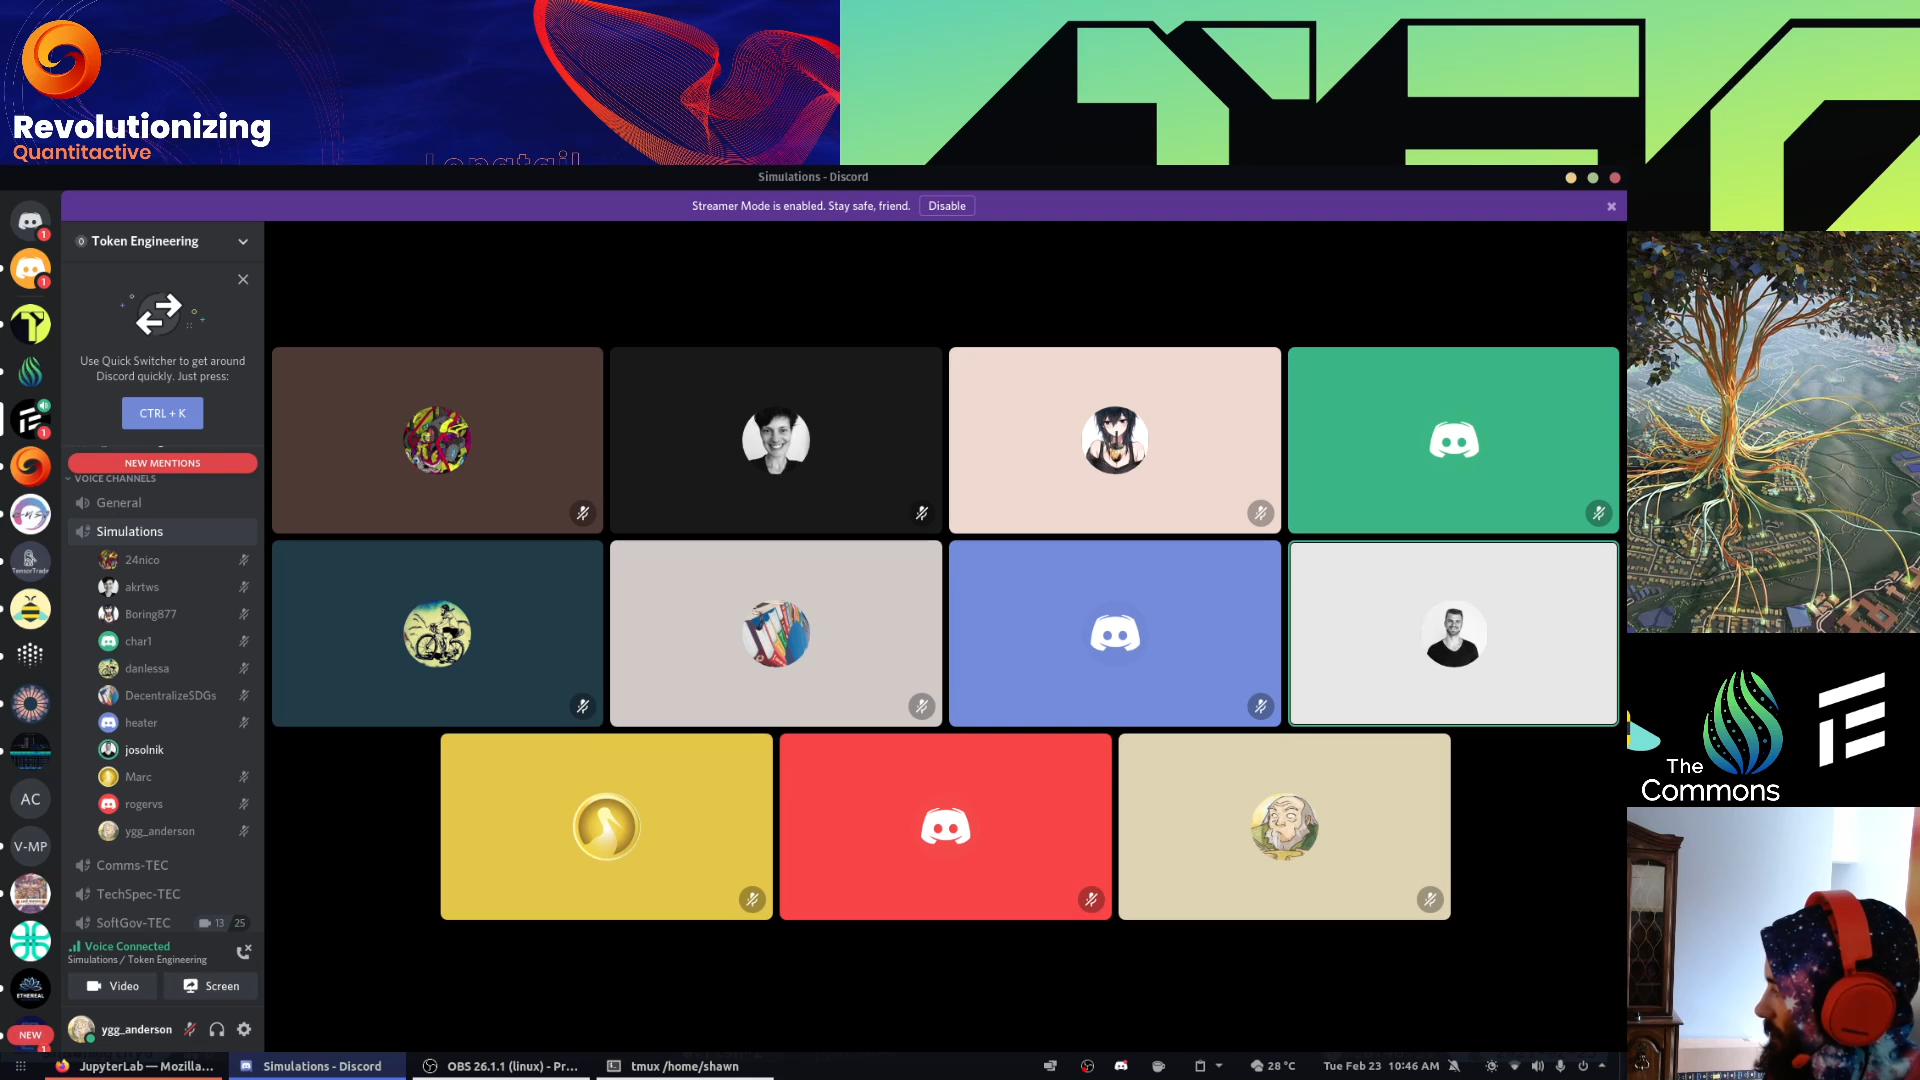 Revolutionizing
Quantitactive
Longtail
Simulations - Discord
Streamer Mode is enabled. Stay safe, friend.
Disable
Token Engineering
Use Quick Switcher to get around
Discord quickly. Just press:
CTRL + K
NEW MENTIONS
VOICE CHANNELS
General
Simulations
24nico
akrtws
Boring877
char1
danlessa
DecentralizeSDGs
heater
josolnik
Marc
rogervs
ygg_anderson
Comms-TEC
TechSpec-TEC
SoftGov-TEC 13 25
Voice Connected
Simulations / Token Engineering
Video Screen
ygg_anderson
TensorTrade
AC
V-MP
ETHEREAL
NEW
The
Commons
JupyterLab — Mozilla...
Simulations - Discord
OBS 26.1.1 (linux) - Pr...
tmux /home/shawn
28 °C
Tue Feb 23 10:46 AM